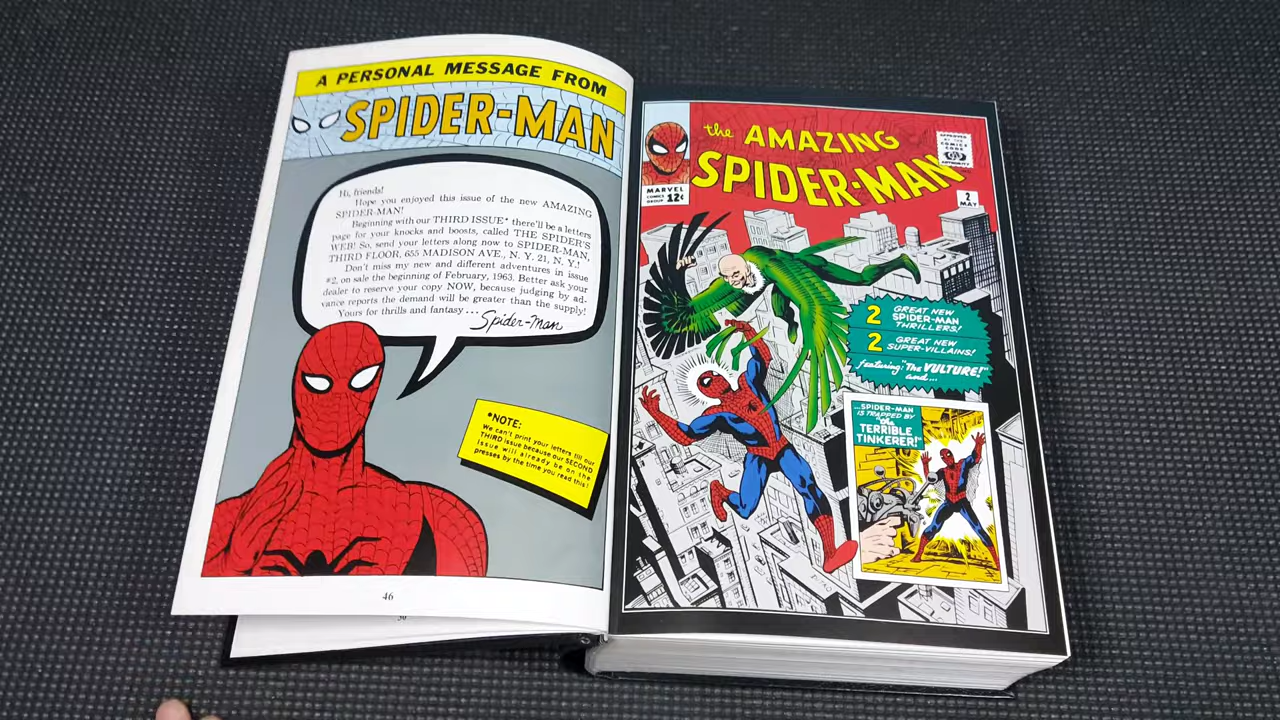 A PERSONAL MESSAGE FROM
SPIDER-MAN
Hi, friends!
Hope you enjoyed this issue of the new AMAZING
SPIDER-MAN!
Beginning with our THIRD ISSUE* there'll be a letters
page for your knocks and boosts, called THE SPIDER'S
WEB! So, send your letters along now to SPIDER-MAN,
THIRD FLOOR, 655 MADISON AVE., N. Y. 21, N. Y.!
Don't miss my new and different adventures in issue
#2, on sale the beginning of February, 1963. Better ask your
dealer to reserve your copy NOW, because judging by ad-
vance reports the demand will be greater than the supply!
Yours for thrills and fantasy...
Spider-Man
*NOTE:
We can't print your letters till our
THIRD issue because our SECOND
issue will already be on the
presses by the time you read this!
46
the AMAZING
SPIDER-MAN
MARVEL
COMICS
GROUP
12¢
APPROVED
BY THE
COMICS
CODE
AUTHORITY
2
MAY
2 GREAT NEW
SPIDER-MAN
THRILLERS!
2 GREAT NEW
SUPER-VILLAINS!
featuring: "The VULTURE!"
and...
...SPIDER-MAN
IS TRAPPED BY
"the
TERRIBLE
TINKERER!"